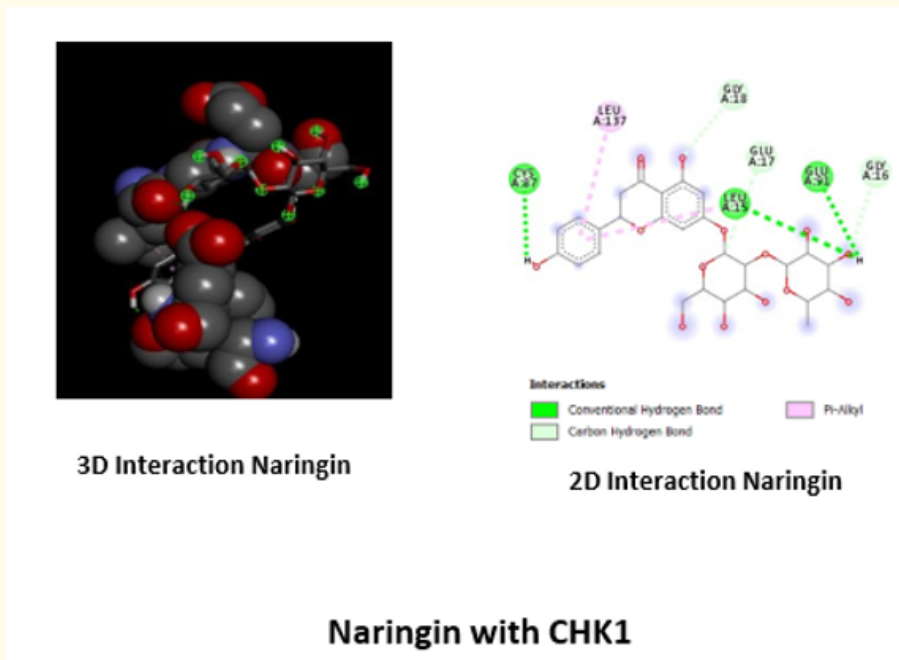 LEU
A:137
GLY
A:18
GLU
A:17
CYS
A:87
LEU
A:15
GLU
A:91
GLY
A:16
H
H
Interactions
Conventional Hydrogen Bond
Pi-Alkyl
Carbon Hydrogen Bond
3D Interaction Naringin
2D Interaction Naringin
Naringin with CHK1